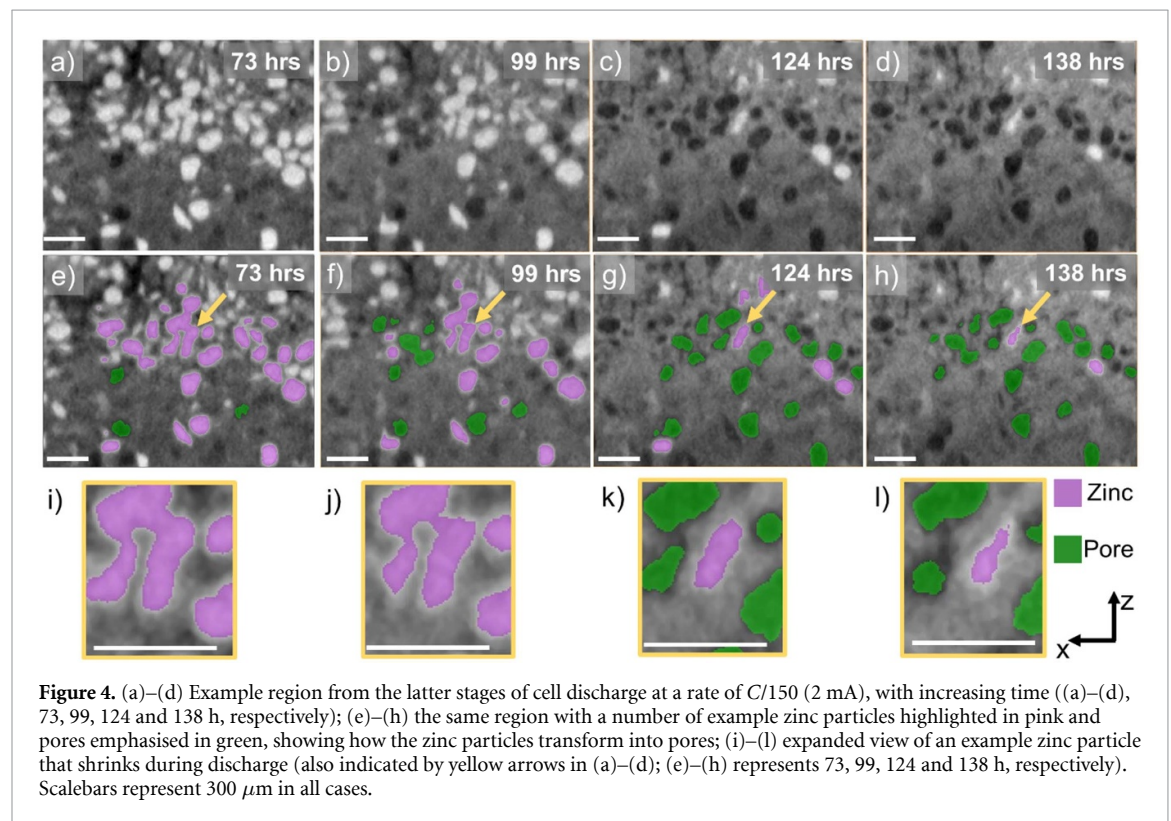 a) 73 hrs
b) 99 hrs
c) 124 hrs
d) 138 hrs
e) 73 hrs
f) 99 hrs
g) 124 hrs
h) 138 hrs
i)
j)
k)
l)
Zinc
Pore
z
x
Figure 4. (a)–(d) Example region from the latter stages of cell discharge at a rate of C/150 (2 mA), with increasing time ((a)–(d),
73, 99, 124 and 138 h, respectively); (e)–(h) the same region with a number of example zinc particles highlighted in pink and
pores emphasised in green, showing how the zinc particles transform into pores; (i)–(l) expanded view of an example zinc particle
that shrinks during discharge (also indicated by yellow arrows in (a)–(d); (e)–(h) represents 73, 99, 124 and 138 h, respectively).
Scalebars represent 300 μm in all cases.